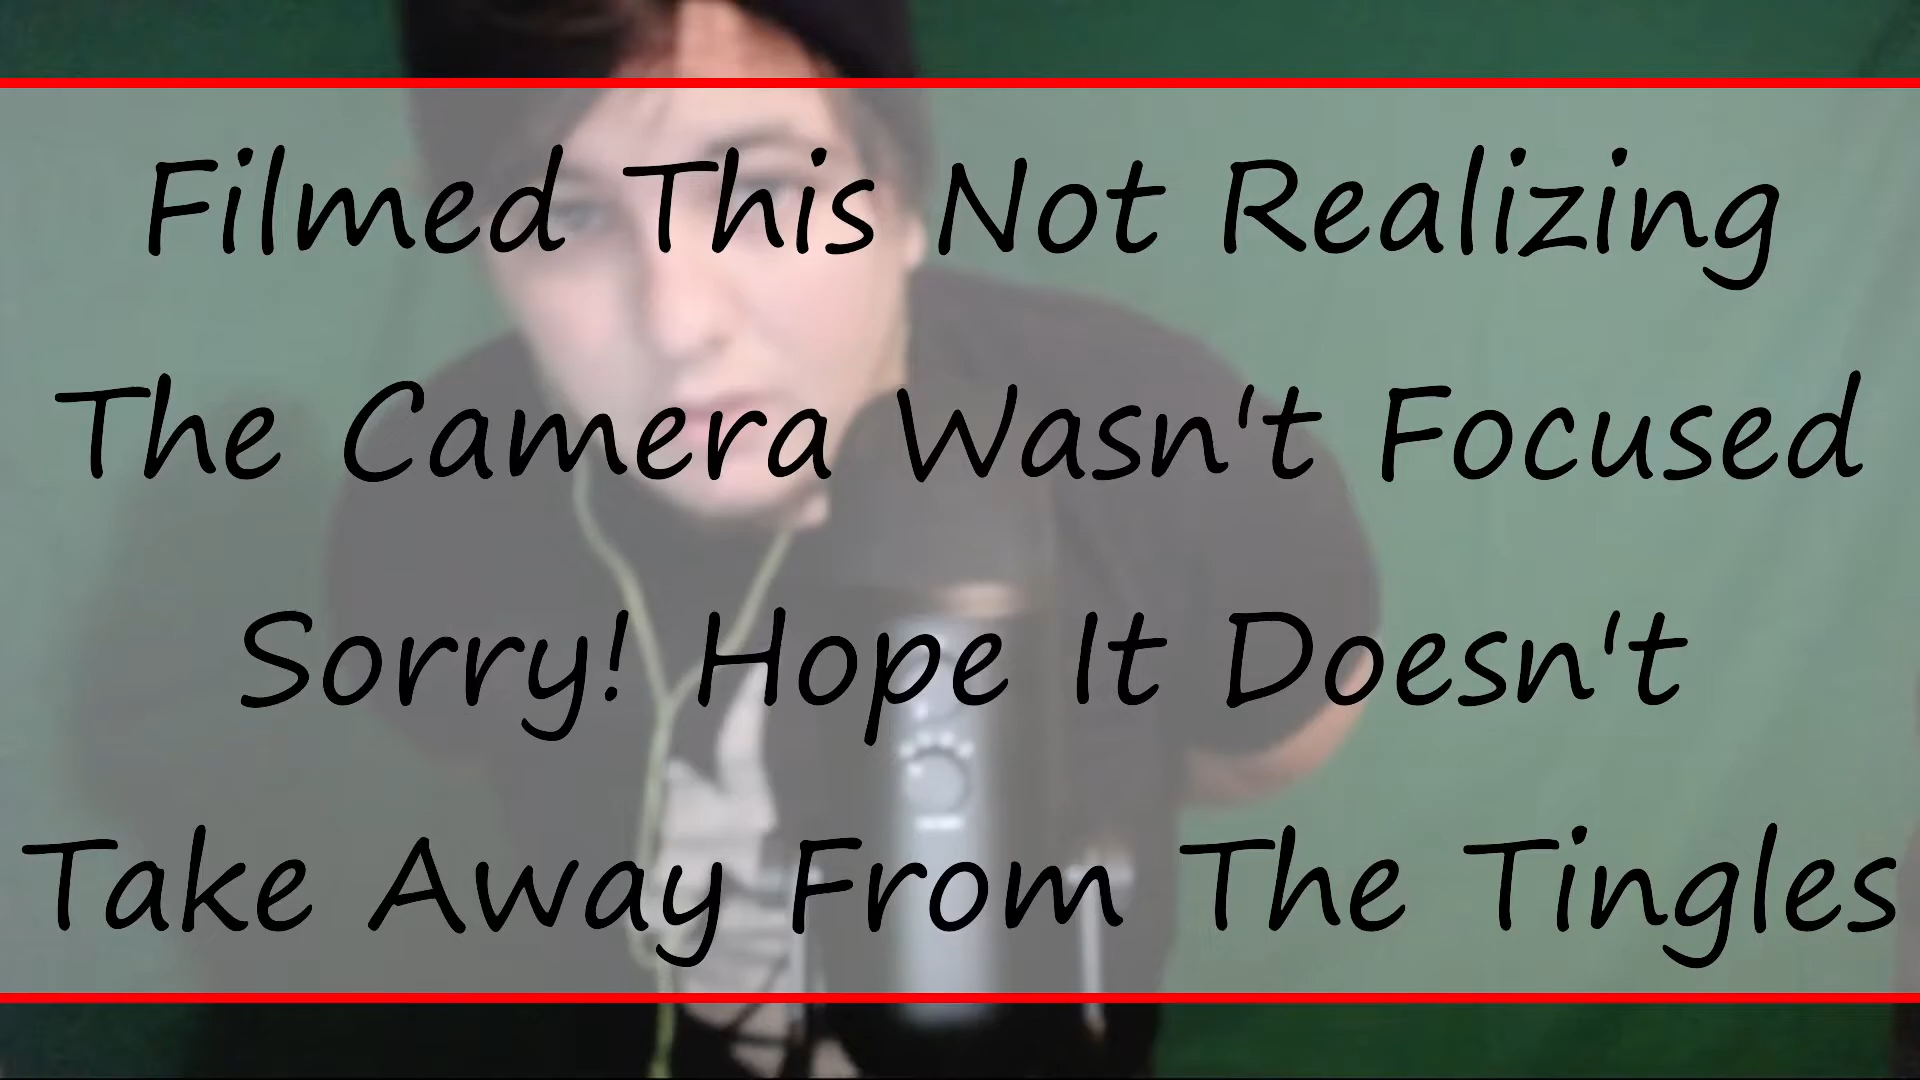 Filmed This Not Realizing
The Camera Wasn't Focused
Sorry! Hope It Doesn't
Take Away From The Tingles